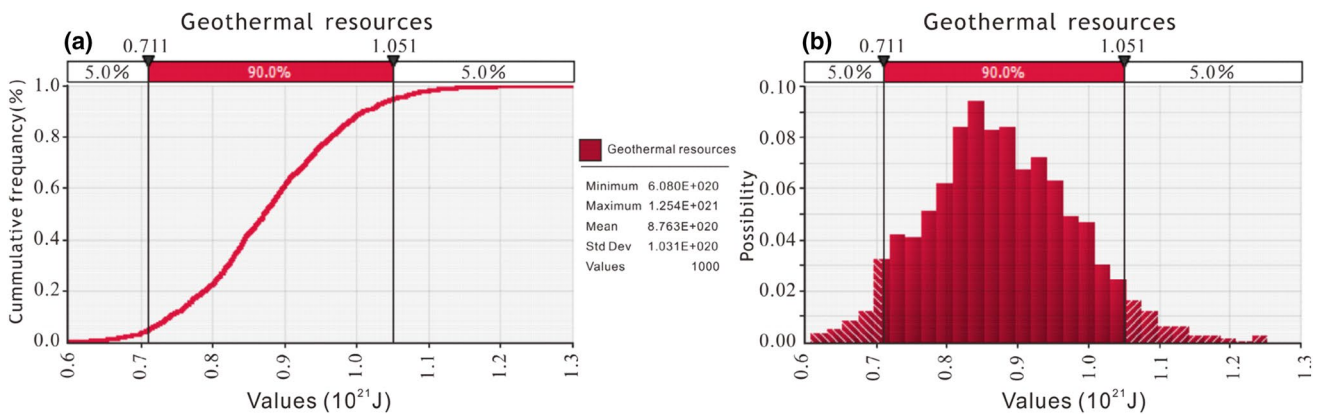 Geothermal resources
(a)
0.711 1.051
5.0% 90.0% 5.0%
1.0
0.8
0.6
0.4
0.2
0.0
Cummulative frequancy(%)
0.6 0.7 0.8 0.9 1.0 1.1 1.2 1.3
Values (10²¹J)
Geothermal resources
Minimum 6.080E+020
Maximum 1.254E+021
Mean 8.763E+020
Std Dev 1.031E+020
Values 1000
Geothermal resources
(b)
0.711 1.051
5.0% 90.0% 5.0%
0.10
0.08
0.06
0.04
0.02
0.00
Possibility
0.6 0.7 0.8 0.9 1.0 1.1 1.2 1.3
Values (10²¹J)